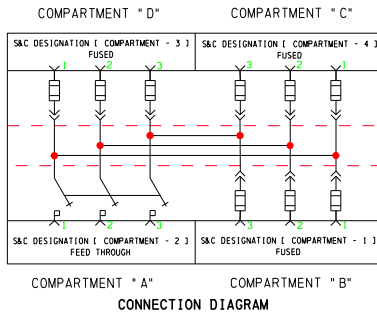 COMPARTMENT "D" COMPARTMENT "C"
S&C DESIGNATION [ COMPARTMENT - 3 ] S&C DESIGNATION [ COMPARTMENT - 4 ]
FUSED FUSED
1 2 3 3 2 1
1 2 3 3 2 1
S&C DESIGNATION [ COMPARTMENT - 2 ] S&C DESIGNATION [ COMPARTMENT - 1 ]
FEED THROUGH FUSED
COMPARTMENT "A" COMPARTMENT "B"
CONNECTION DIAGRAM